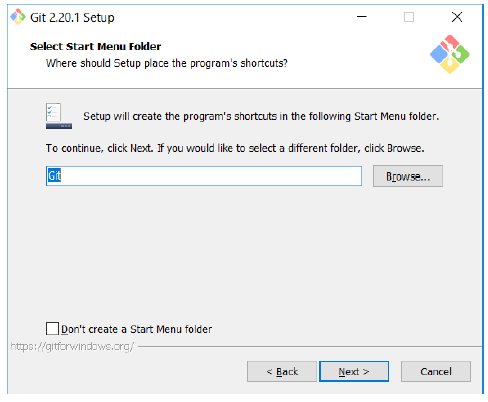 Git 2.20.1 Setup
Select Start Menu Folder
Where should Setup place the program's shortcuts?
Setup will create the program's shortcuts in the following Start Menu folder.
To continue, click Next. If you would like to select a different folder, click Browse.
Git
Browse...
Don't create a Start Menu folder
https://gitforwindows.org/
< Back
Next >
Cancel